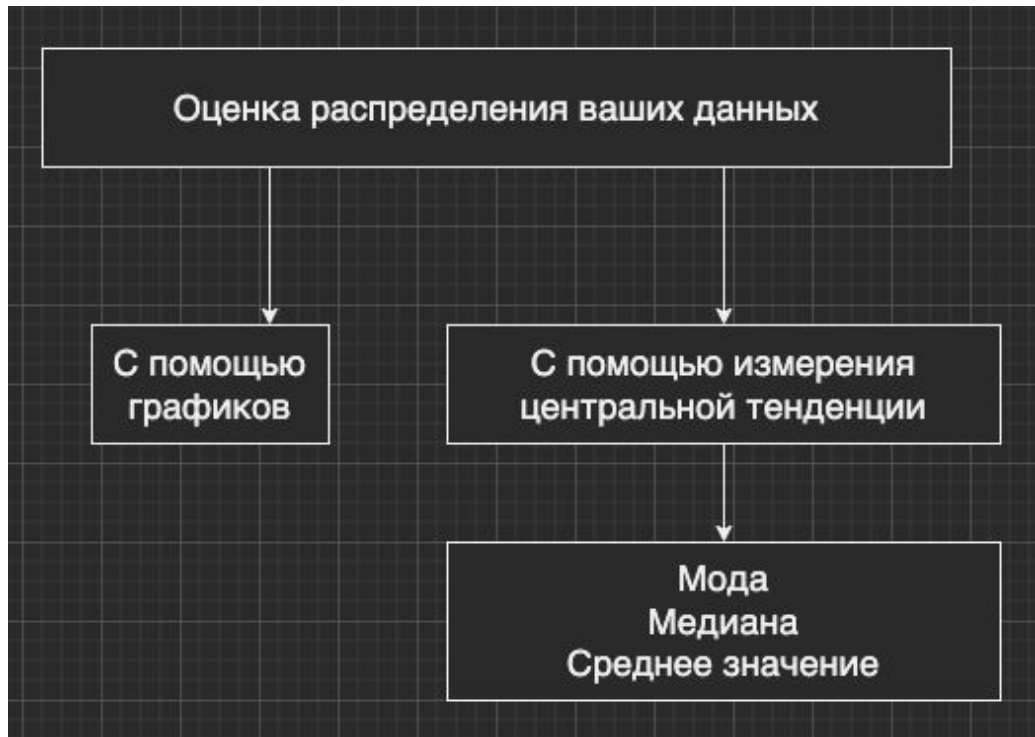 Оценка распределения ваших данных
С помощью
графиков
С помощью измерения
центральной тенденции
Мода
Медиана
Среднее значение